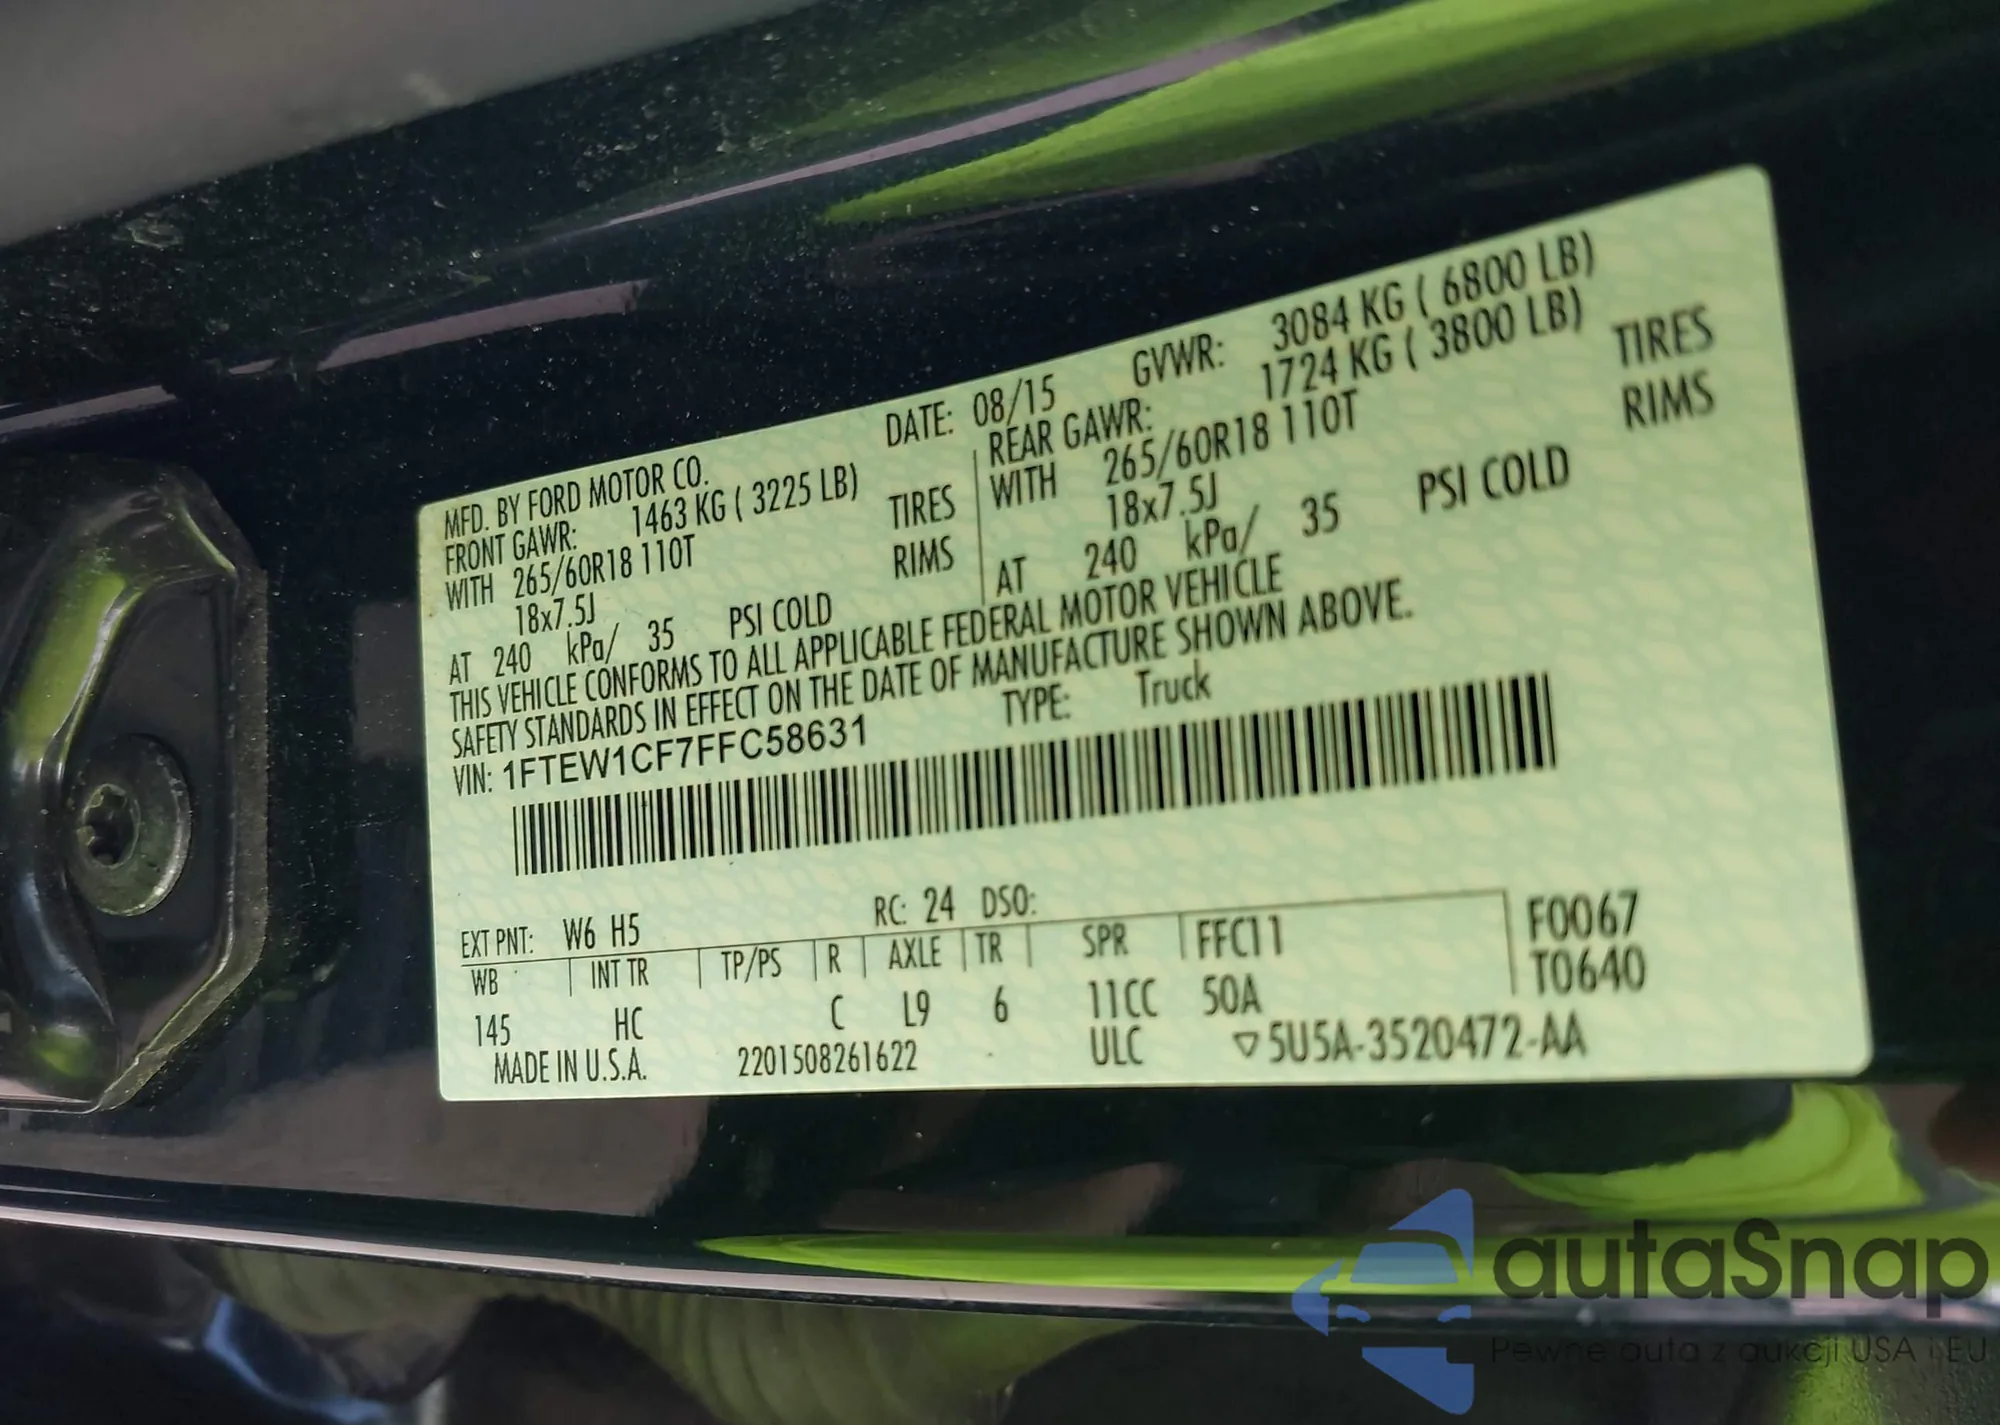 MFD. BY FORD MOTOR CO. DATE: 08/15 GVWR: 3084 KG ( 6800 LB)
FRONT GAWR: 1463 KG ( 3225 LB) REAR GAWR: 1724 KG ( 3800 LB)
WITH 265/60R18 110T TIRES WITH 265/60R18 110T TIRES
18x7.5J RIMS 18x7.5J RIMS
AT 240 kPa/ 35 PSI COLD AT 240 kPa/ 35 PSI COLD
THIS VEHICLE CONFORMS TO ALL APPLICABLE FEDERAL MOTOR VEHICLE
SAFETY STANDARDS IN EFFECT ON THE DATE OF MANUFACTURE SHOWN ABOVE.
VIN: 1FTEW1CF7FFC58631 TYPE: Truck
EXT PNT: W6 H5 RC: 24 DSO: F0067
WB INT TR TP/PS R AXLE TR SPR FFC11 T0640
145 HC C L9 6 11CC 50A
MADE IN U.S.A. 2201508261622 ULC ▽5U5A-3520472-AA
autaSnap
Pewne auta z aukcji USA i EU